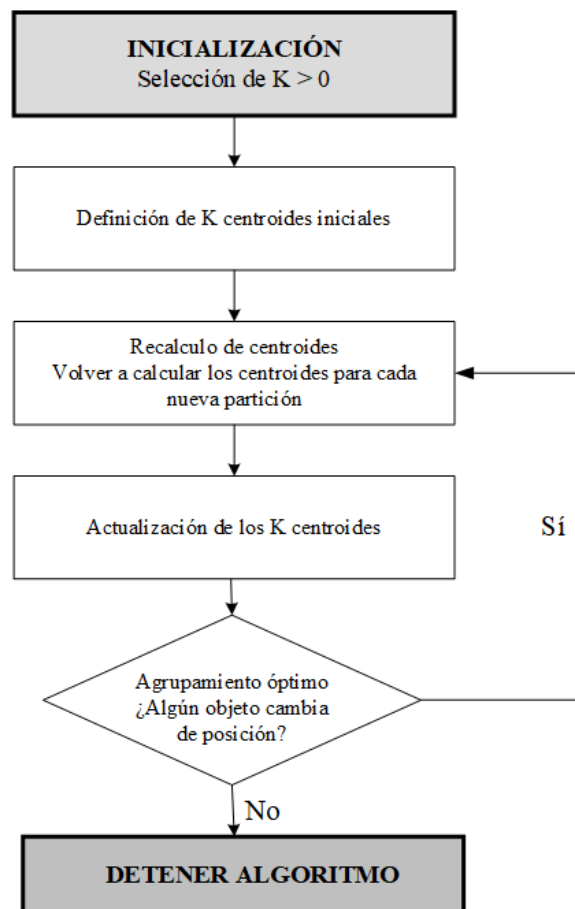 INICIALIZACIÓN
Selección de K > 0
Definición de K centroides iniciales
Recalculo de centroides
Volver a calcular los centroides para cada
nueva partición
Actualización de los K centroides
Sí
Agrupamiento óptimo
¿Algún objeto cambia
de posición?
No
DETENER ALGORITMO